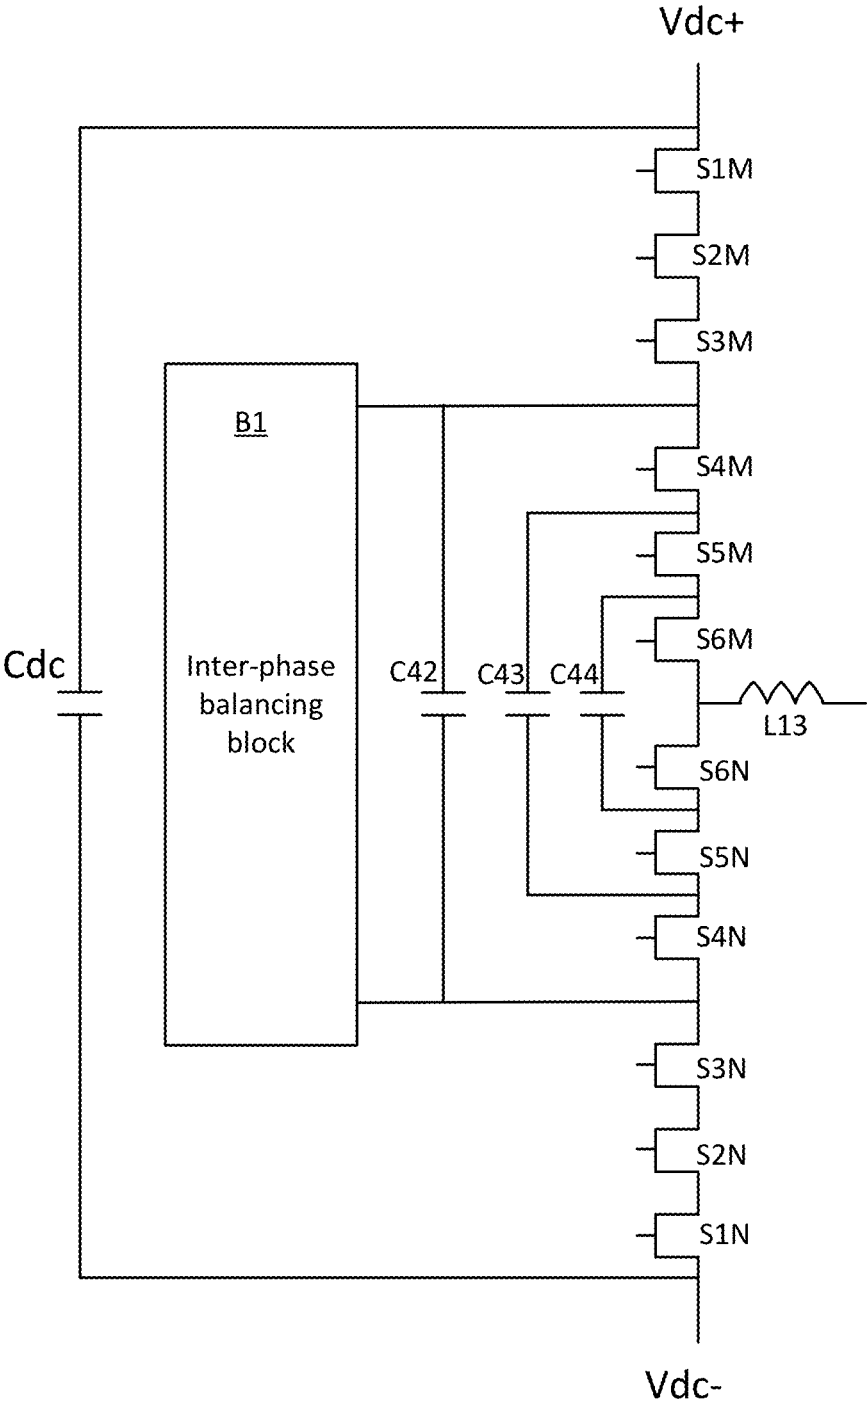 Vdc+
S1M
S2M
S3M
B1
S4M
S5M
S6M
Cdc
Inter-phase
balancing
block
C42
C43
C44
L13
S6N
S5N
S4N
S3N
S2N
S1N
Vdc-